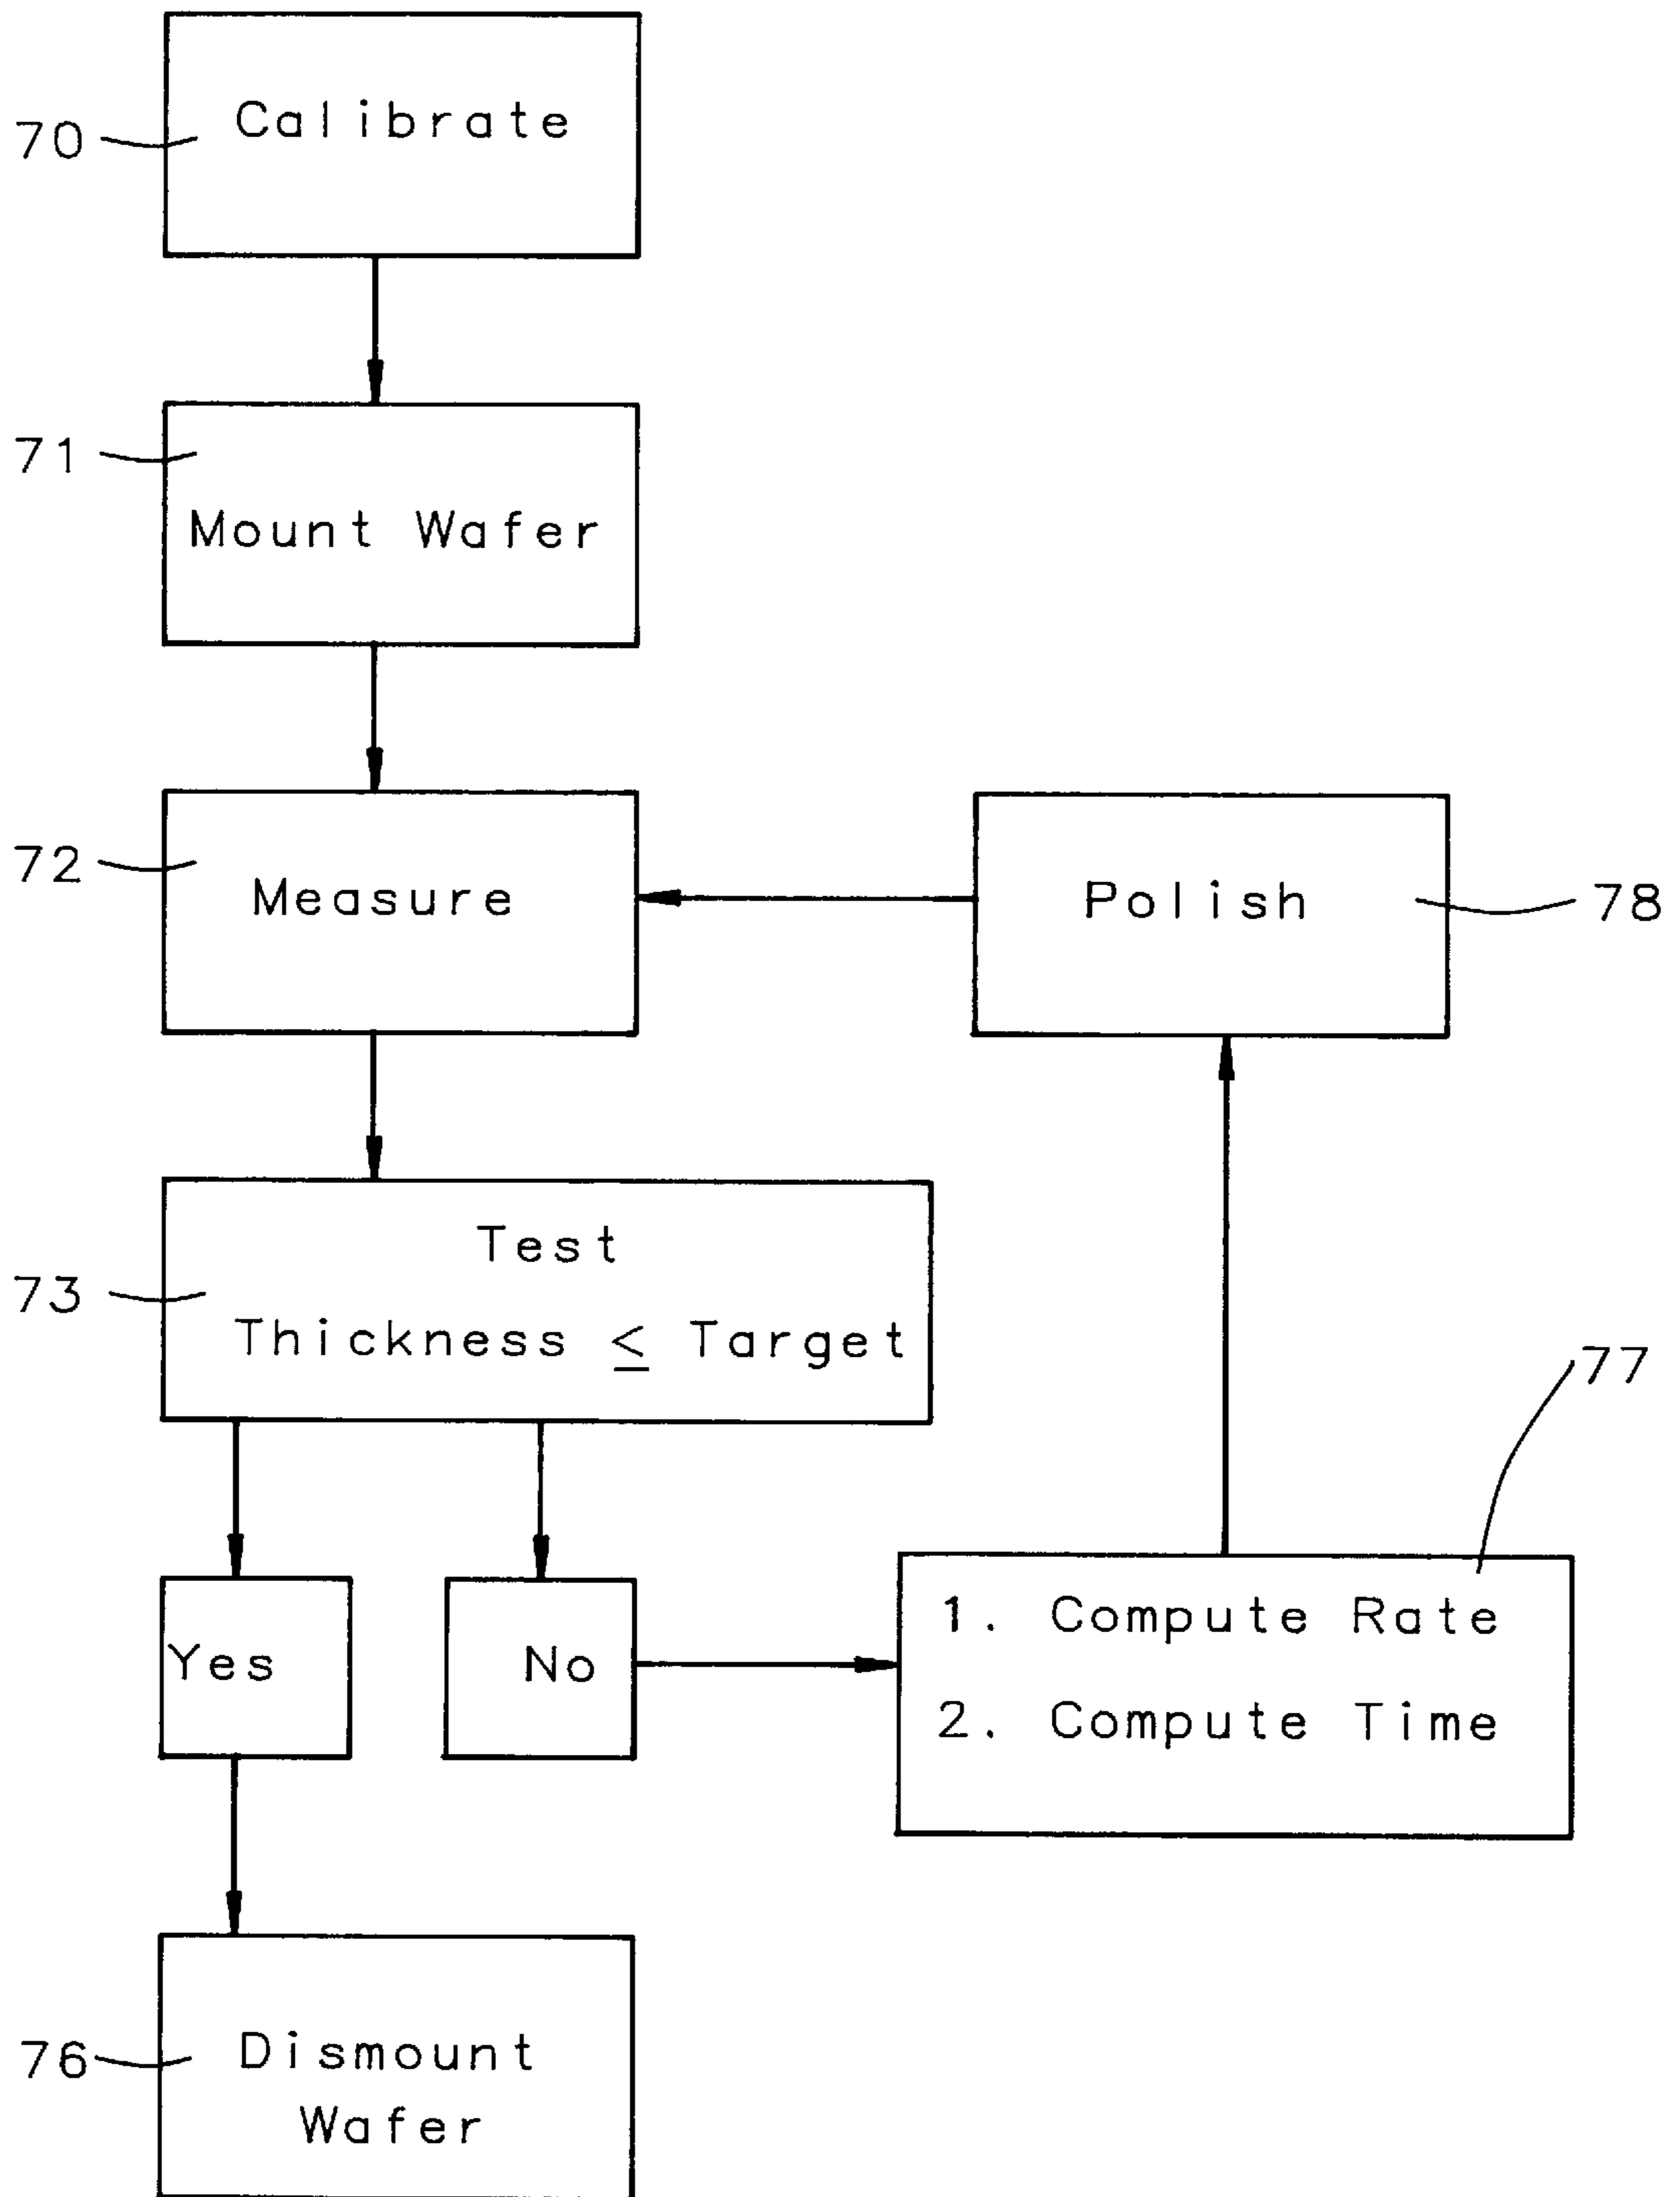 70
Calibrate
71
Mount Wafer
72
Measure
Polish
78
73
Test
Thickness ≤ Target
77
Yes
No
1. Compute Rate
2. Compute Time
76
Dismount
Wafer